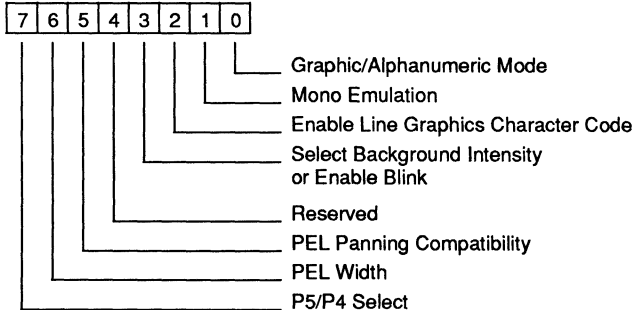 7 6 5 4 3 2 1 0
Graphic/Alphanumeric Mode
Mono Emulation
Enable Line Graphics Character Code
Select Background Intensity
or Enable Blink
Reserved
PEL Panning Compatibility
PEL Width
P5/P4 Select